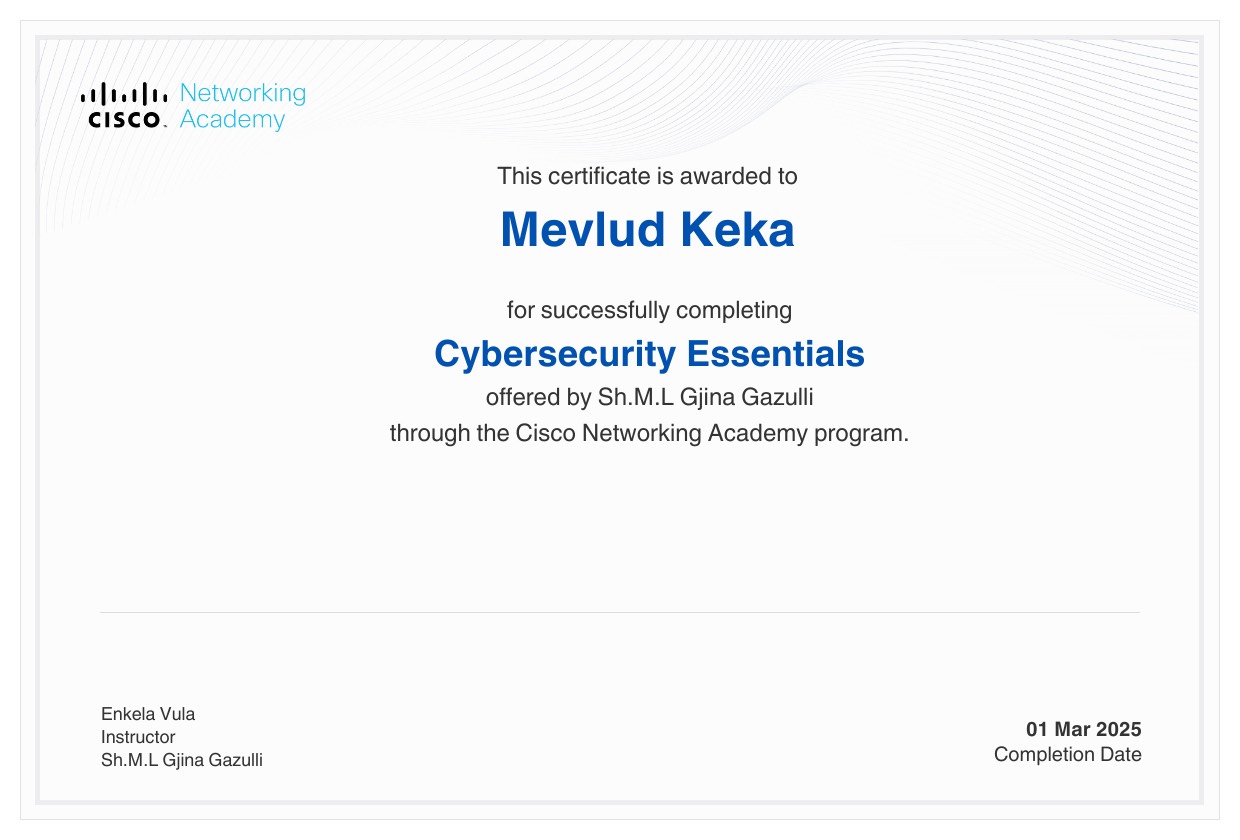 Networking
CISCO Academy
This certificate is awarded to
Mevlud Keka
for successfully completing
Cybersecurity Essentials
offered by Sh.M.L Gjina Gazulli
through the Cisco Networking Academy program.
Enkela Vula
Instructor
Sh.M.L Gjina Gazulli
01 Mar 2025
Completion Date